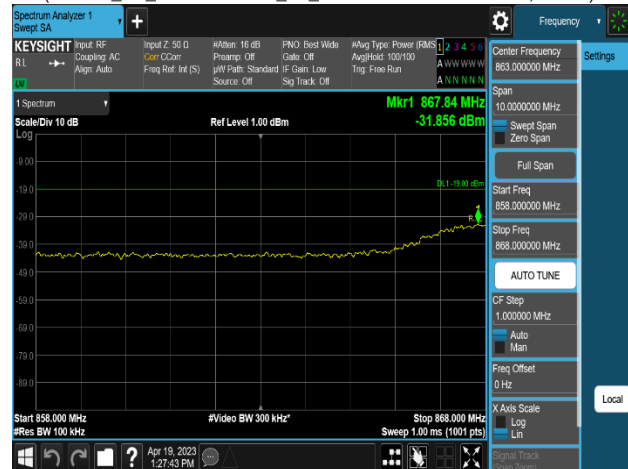 Spectrum Analyzer 1
Swept SA
Frequency
KEYSIGHT
RL
Input: RF
Coupling: AC
Align: Auto
Input Z: 50 Ω
Corr CCorr
Freq Ref: Int (S)
#Atten: 16 dB
Preamp: Off
µW Path: Standard
Source: Off
PNO: Best Wide
Gate: Off
IF Gain: Low
Sig Track: Off
#Avg Type: Power (RMS
Avg|Hold: 100/100
Trig: Free Run
1 2 3 4 5 6
A W W W W W
A N N N N N
1 Spectrum
Scale/Div 10 dB
Log
Ref Level 1.00 dBm
Mkr1 867.84 MHz
-31.856 dBm
-9.00
-19.0
-29.0
-39.0
-49.0
-59.0
-69.0
-79.0
-89.0
DL1 -19.00 dBm
Start 858.000 MHz
#Res BW 100 kHz
#Video BW 300 kHz*
Stop 868.000 MHz
Sweep 1.00 ms (1001 pts)
Apr 19, 2023
1:27:43 PM
Center Frequency
863.000000 MHz
Settings
Span
10.0000000 MHz
Swept Span
Zero Span
Full Span
Start Freq
858.000000 MHz
Stop Freq
868.000000 MHz
AUTO TUNE
CF Step
1.000000 MHz
Auto
Man
Freq Offset
0 Hz
X Axis Scale
Log
Lin
Local
Signal Track
(Span Zoom)